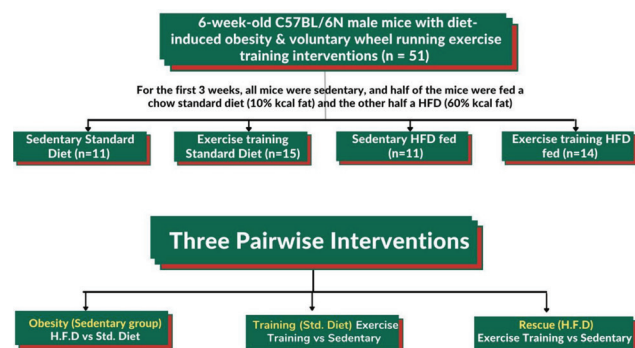 6-week-old C57BL/6N male mice with diet-
induced obesity & voluntary wheel running exercise
training interventions (n = 51)
For the first 3 weeks, all mice were sedentary, and half of the mice were fed a
chow standard diet (10% kcal fat) and the other half a HFD (60% kcal fat)
Sedentary Standard
Diet (n=11)
Exercise training
Standard Diet (n=15)
Sedentary HFD fed
(n=11)
Exercise training HFD
fed (n=14)
Three Pairwise Interventions
Obesity (Sedentary group)
H.F.D vs Std. Diet
Training (Std. Diet) Exercise
Training vs Sedentary
Rescue (H.F.D)
Exercise Training vs Sedentary